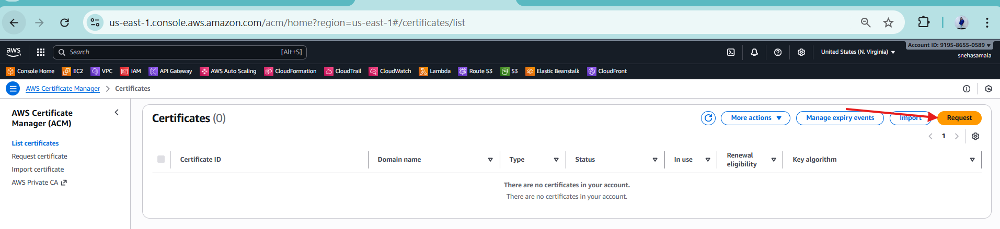 us-east-1.console.aws.amazon.com/acm/home?region=us-east-1#/certificates/list
aws
Search
[Alt+S]
United States (N. Virginia)
Account ID: 9195-8655-0589
snehasamala
Console Home EC2 VPC IAM API Gateway AWS Auto Scaling CloudFormation CloudTrail CloudWatch Lambda Route 53 S3 Elastic Beanstalk CloudFront
AWS Certificate Manager > Certificates
AWS Certificate
Manager (ACM)
List certificates
Request certificate
Import certificate
AWS Private CA
Certificates (0)
More actions
Manage expiry events
Import
Request
1
Certificate ID
Domain name
Type
Status
In use
Renewal
eligibility
Key algorithm
There are no certificates in your account.
There are no certificates in your account.